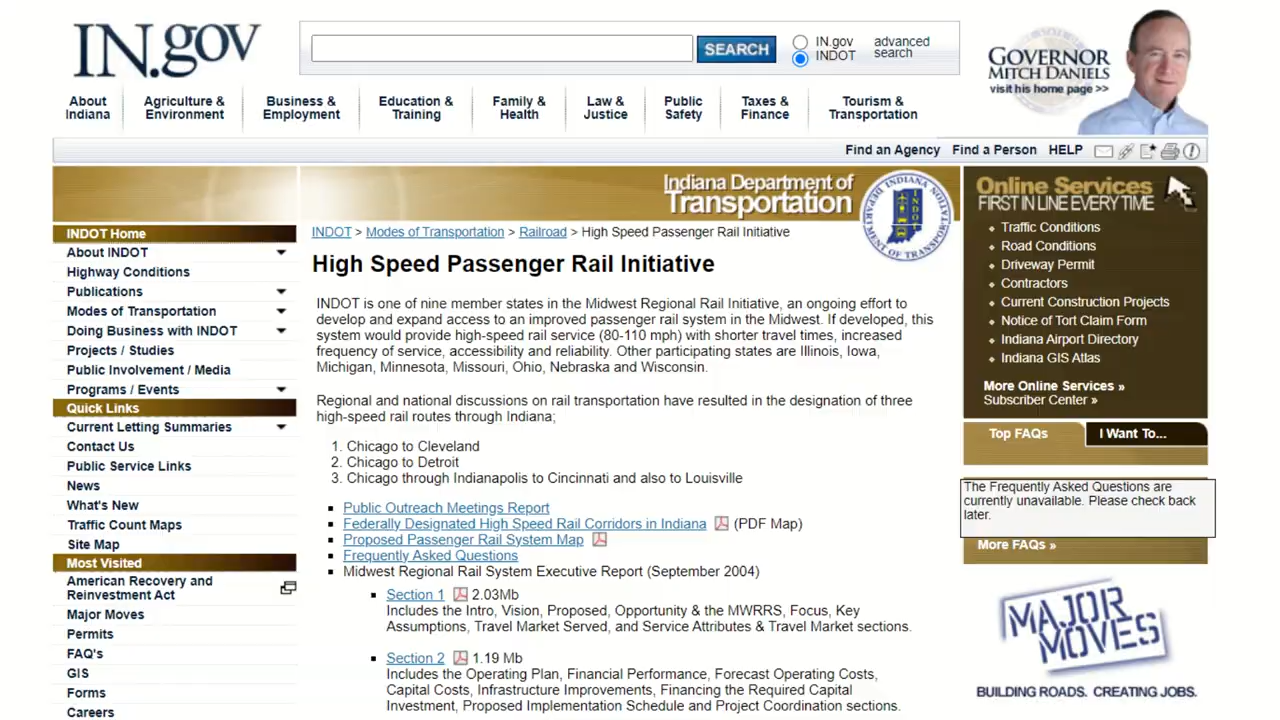 IN.gov
SEARCH
IN.gov
INDOT
advanced
search
GOVERNOR
MITCH DANIELS
visit his home page >>
About
Indiana
Agriculture &
Environment
Business &
Employment
Education &
Training
Family &
Health
Law &
Justice
Public
Safety
Taxes &
Finance
Tourism &
Transportation
Find an Agency
Find a Person
HELP
Indiana Department of
Transportation
INDIANA DEPARTMENT OF TRANSPORTATION
INDOT
INDOT Home
About INDOT
Highway Conditions
Publications
Modes of Transportation
Doing Business with INDOT
Projects / Studies
Public Involvement / Media
Programs / Events
Quick Links
Current Letting Summaries
Contact Us
Public Service Links
News
What's New
Traffic Count Maps
Site Map
Most Visited
American Recovery and
Reinvestment Act
Major Moves
Permits
FAQ's
GIS
Forms
Careers
INDOT > Modes of Transportation > Railroad > High Speed Passenger Rail Initiative
High Speed Passenger Rail Initiative
INDOT is one of nine member states in the Midwest Regional Rail Initiative, an ongoing effort to
develop and expand access to an improved passenger rail system in the Midwest. If developed, this
system would provide high-speed rail service (80-110 mph) with shorter travel times, increased
frequency of service, accessibility and reliability. Other participating states are Illinois, Iowa,
Michigan, Minnesota, Missouri, Ohio, Nebraska and Wisconsin.
Regional and national discussions on rail transportation have resulted in the designation of three
high-speed rail routes through Indiana;
1. Chicago to Cleveland
2. Chicago to Detroit
3. Chicago through Indianapolis to Cincinnati and also to Louisville
Public Outreach Meetings Report
Federally Designated High Speed Rail Corridors in Indiana (PDF Map)
Proposed Passenger Rail System Map
Frequently Asked Questions
Midwest Regional Rail System Executive Report (September 2004)
Section 1 2.03Mb
Includes the Intro, Vision, Proposed, Opportunity & the MWRRS, Focus, Key
Assumptions, Travel Market Served, and Service Attributes & Travel Market sections.
Section 2 1.19 Mb
Includes the Operating Plan, Financial Performance, Forecast Operating Costs,
Capital Costs, Infrastructure Improvements, Financing the Required Capital
Investment, Proposed Implementation Schedule and Project Coordination sections.
Online Services
FIRST IN LINE EVERY TIME
Traffic Conditions
Road Conditions
Driveway Permit
Contractors
Current Construction Projects
Notice of Tort Claim Form
Indiana Airport Directory
Indiana GIS Atlas
More Online Services »
Subscriber Center »
Top FAQs
I Want To...
The Frequently Asked Questions are
currently unavailable. Please check back
later.
More FAQs »
MAJOR
MOVES
BUILDING ROADS. CREATING JOBS.